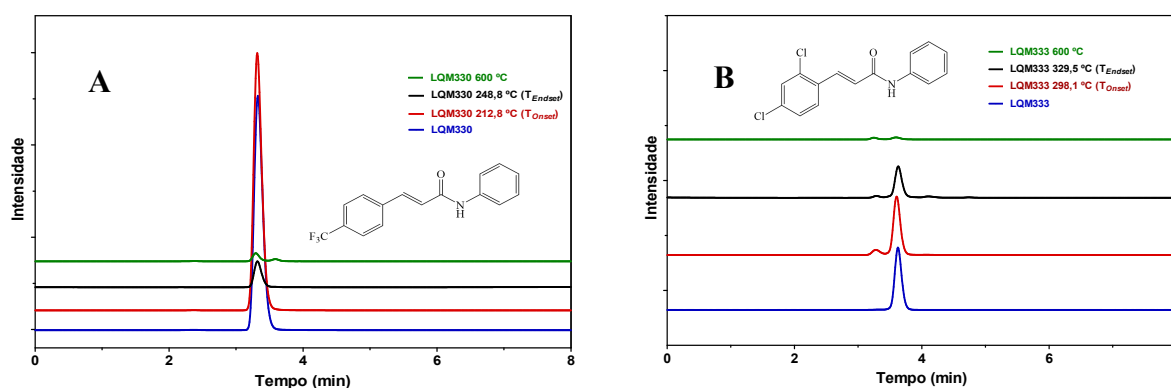 A
LQM330 600 ºC
LQM330 248,8 ºC (TEndset)
LQM330 212,8 ºC (TOnset)
LQM330
O
N
H
F3C
Intensidade
0 2 4 6 8
Tempo (min)
B
LQM333 600 ºC
LQM333 329,5 ºC (TEndset)
LQM333 298,1 ºC (TOnset)
LQM333
Cl
O
N
H
Cl
Intensidade
0 2 4 6
Tempo (min)